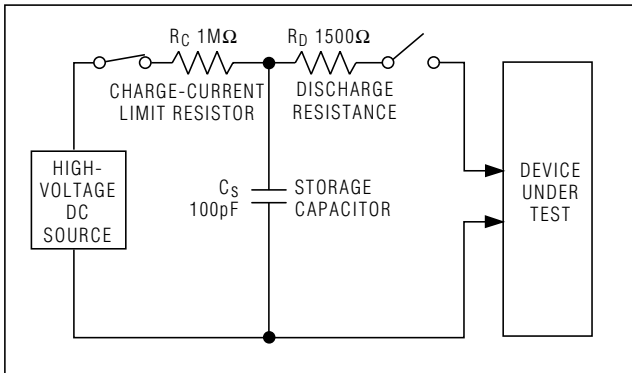 R_C 1MΩ
CHARGE-CURRENT
LIMIT RESISTOR
R_D 1500Ω
DISCHARGE
RESISTANCE
HIGH-
VOLTAGE
DC
SOURCE
C_S
100pF
STORAGE
CAPACITOR
DEVICE
UNDER
TEST